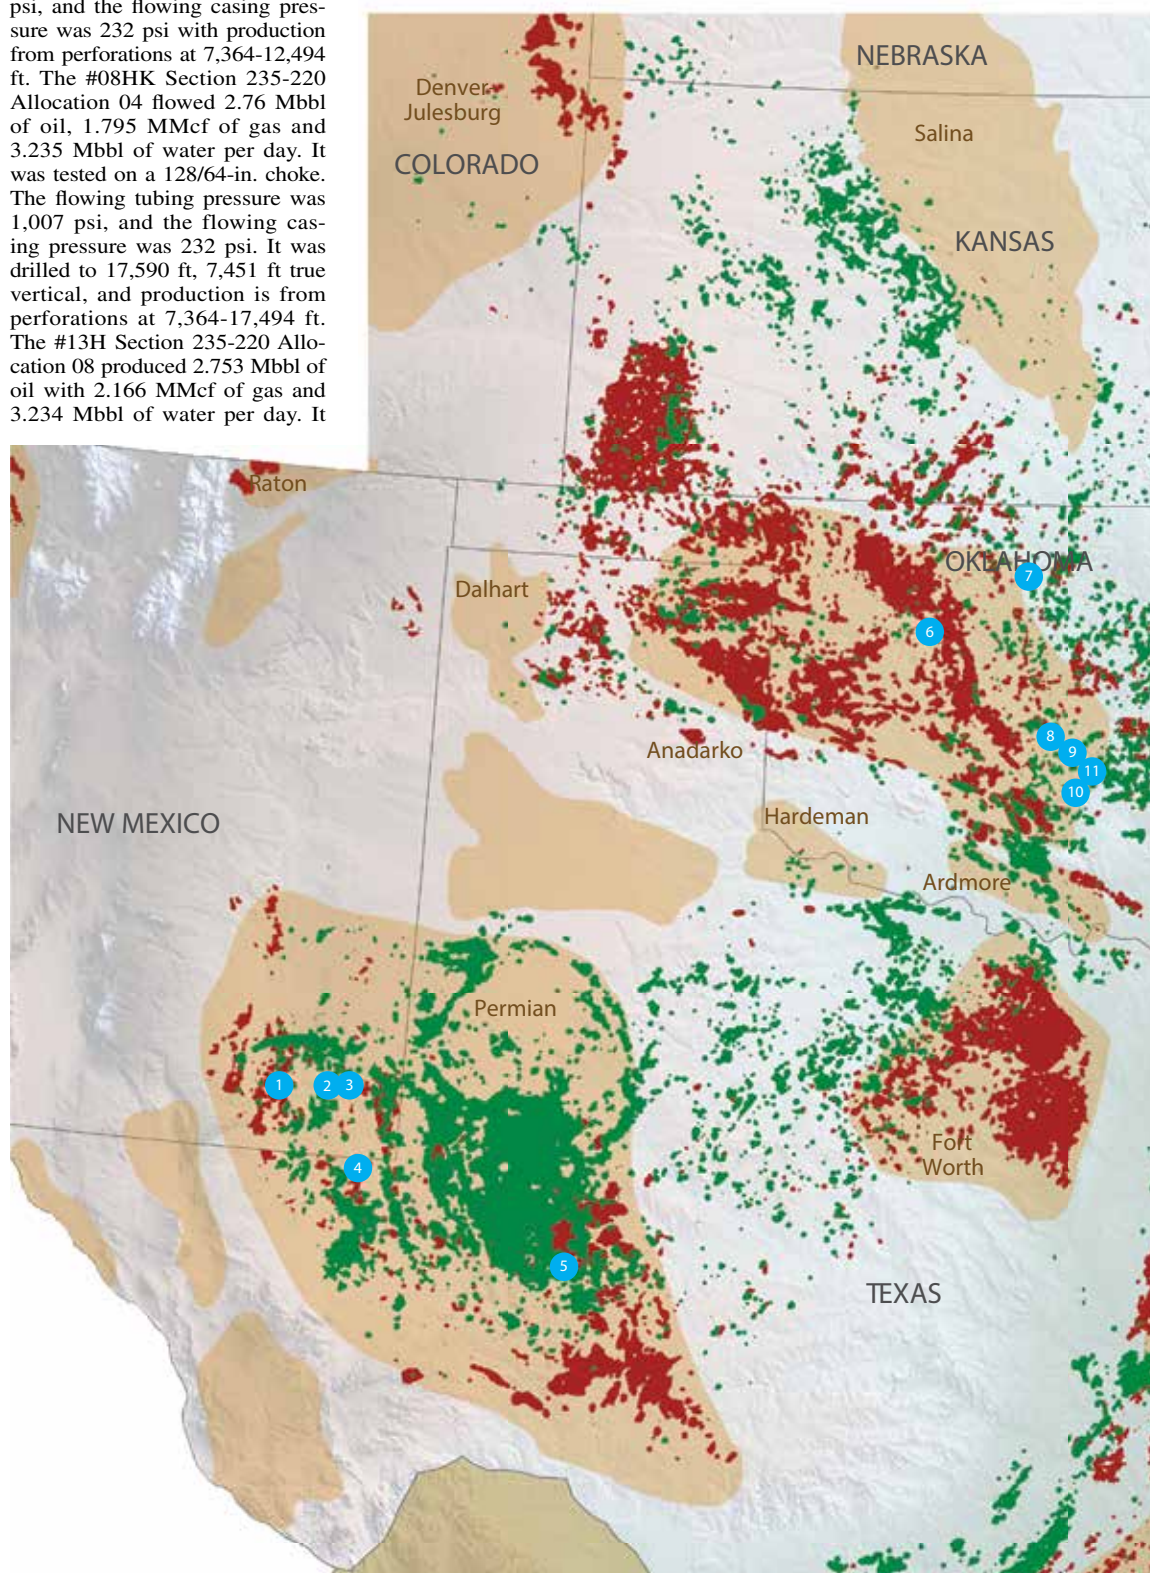 psi, and the flowing casing pres-
sure was 232 psi with production
from perforations at 7,364-12,494
ft. The #08HK Section 235-220
Allocation 04 flowed 2.76 Mbbl
of oil, 1.795 MMcf of gas and
3.235 Mbbl of water per day. It
was tested on a 128/64-in. choke.
The flowing tubing pressure was
1,007 psi, and the flowing cas-
ing pressure was 232 psi. It was
drilled to 17,590 ft, 7,451 ft true
vertical, and production is from
perforations at 7,364-17,494 ft.
The #13H Section 235-220 Allo-
cation 08 produced 2.753 Mbbl of
oil with 2.166 MMcf of gas and
3.234 Mbbl of water per day. It
NEBRASKA
Denver-
Julesburg
Salina
COLORADO
KANSAS
Raton
OKLAHOMA
7
Dalhart
6
8
Anadarko
9
11
10
NEW MEXICO
Hardeman
Ardmore
Permian
1
2
3
Fort
Worth
4
5
TEXAS